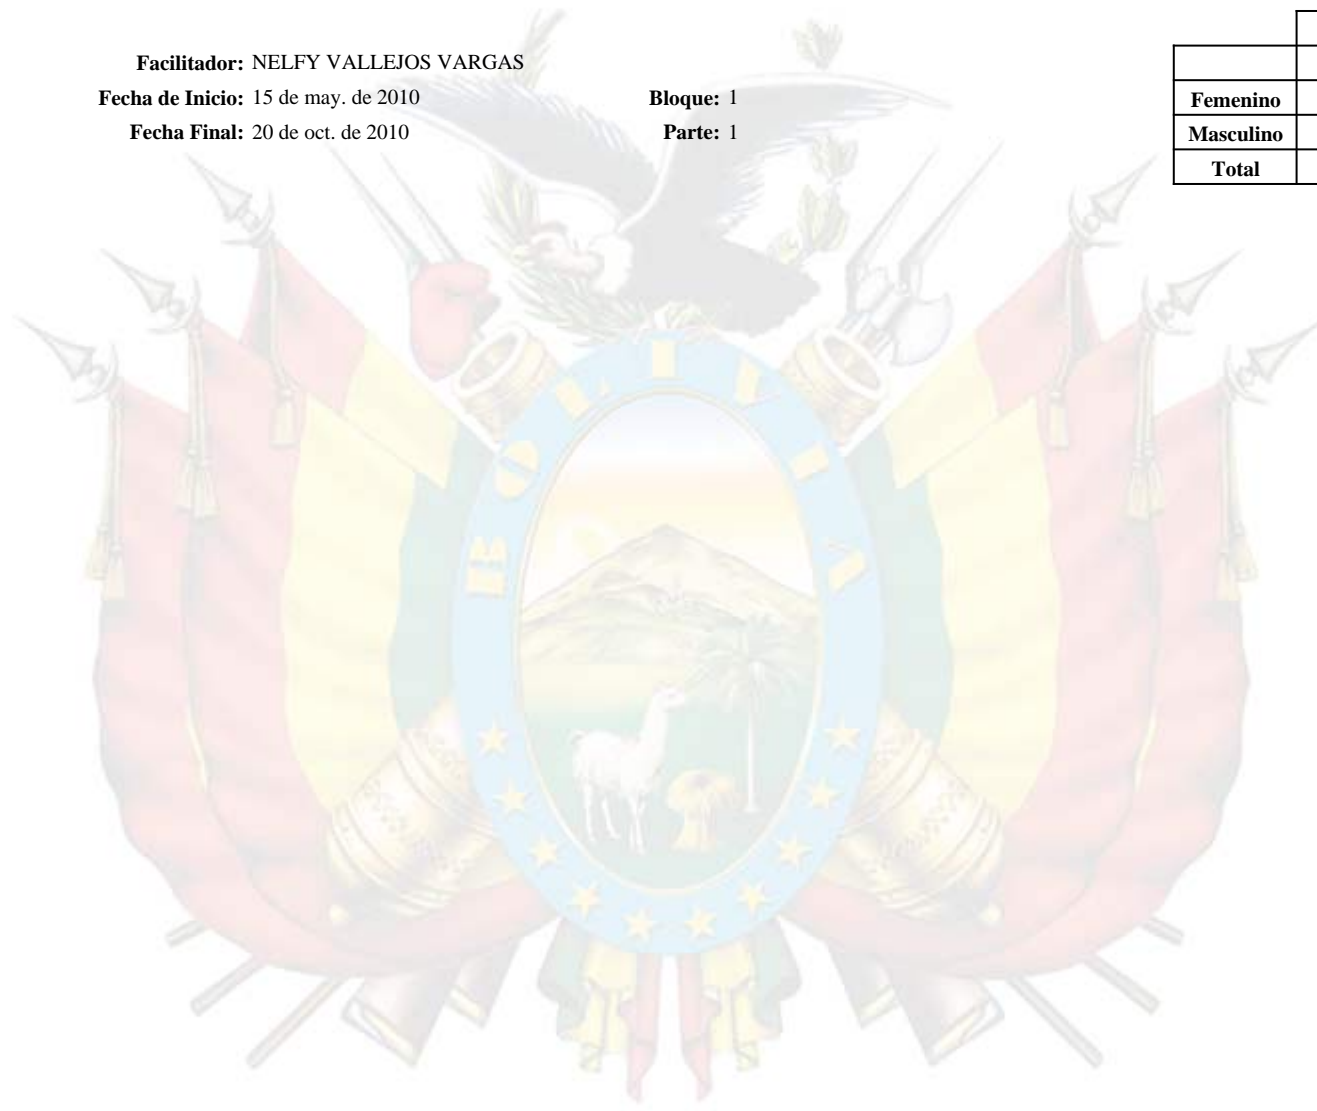 Facilitador: NELFY VALLEJOS VARGAS
Fecha de Inicio: 15 de may. de 2010 Bloque: 1
Fecha Final: 20 de oct. de 2010 Parte: 1
Femenino
Masculino
Total
BOLIVIA